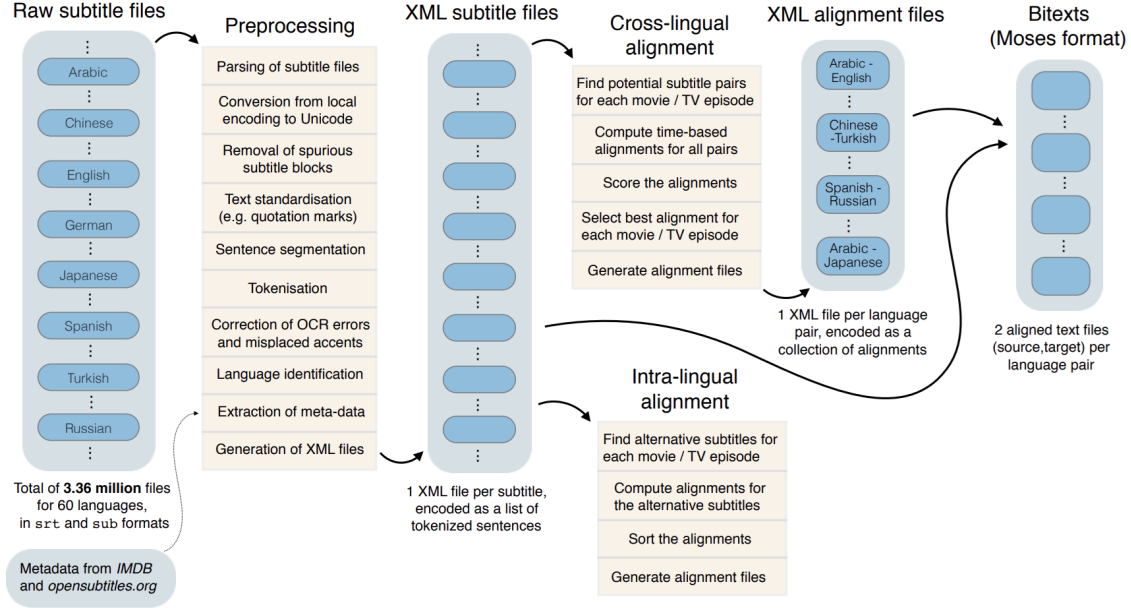 Raw subtitle files
⋮
Arabic
⋮
Chinese
⋮
English
⋮
German
⋮
Japanese
⋮
Spanish
⋮
Turkish
⋮
Russian
⋮
Total of 3.36 million files
for 60 languages,
in srt and sub formats
Metadata from IMDB
and opensubtitles.org
Preprocessing
Parsing of subtitle files
Conversion from local
encoding to Unicode
Removal of spurious
subtitle blocks
Text standardisation
(e.g. quotation marks)
Sentence segmentation
Tokenisation
Correction of OCR errors
and misplaced accents
Language identification
Extraction of meta-data
Generation of XML files
XML subtitle files
1 XML file per subtitle,
encoded as a list of
tokenized sentences
Cross-lingual
alignment
Find potential subtitle pairs
for each movie / TV episode
Compute time-based
alignments for all pairs
Score the alignments
Select best alignment for
each movie / TV episode
Generate alignment files
Intra-lingual
alignment
Find alternative subtitles for
each movie / TV episode
Compute alignments for
the alternative subtitles
Sort the alignments
Generate alignment files
XML alignment files
Arabic -
English
Chinese
-Turkish
Spanish -
Russian
Arabic -
Japanese
1 XML file per language
pair, encoded as a
collection of alignments
Bitexts
(Moses format)
2 aligned text files
(source,target) per
language pair